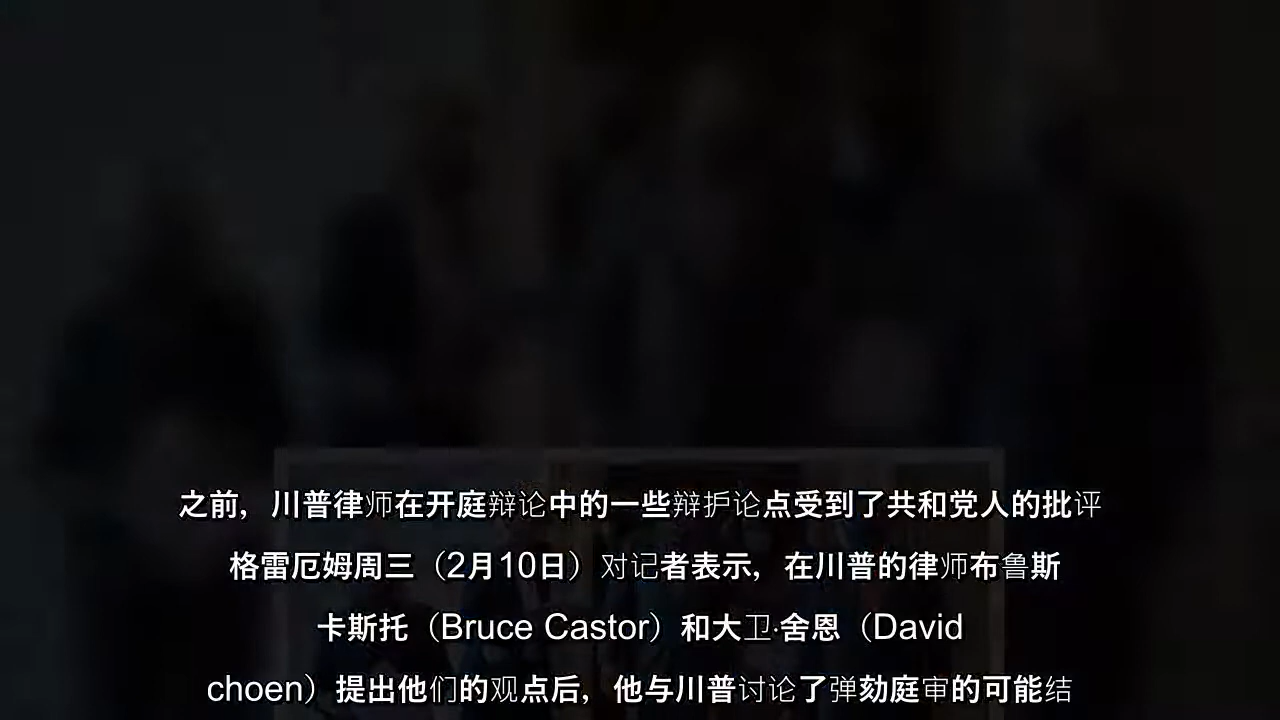 之前，川普律师在开庭辩论中的一些辩护论点受到了共和党人的批评
格雷厄姆周三（2月10日）对记者表示，在川普的律师布鲁斯
卡斯托（Bruce Castor）和大卫·舍恩（David
choen）提出他们的观点后，他与川普讨论了弹劾庭审的可能结